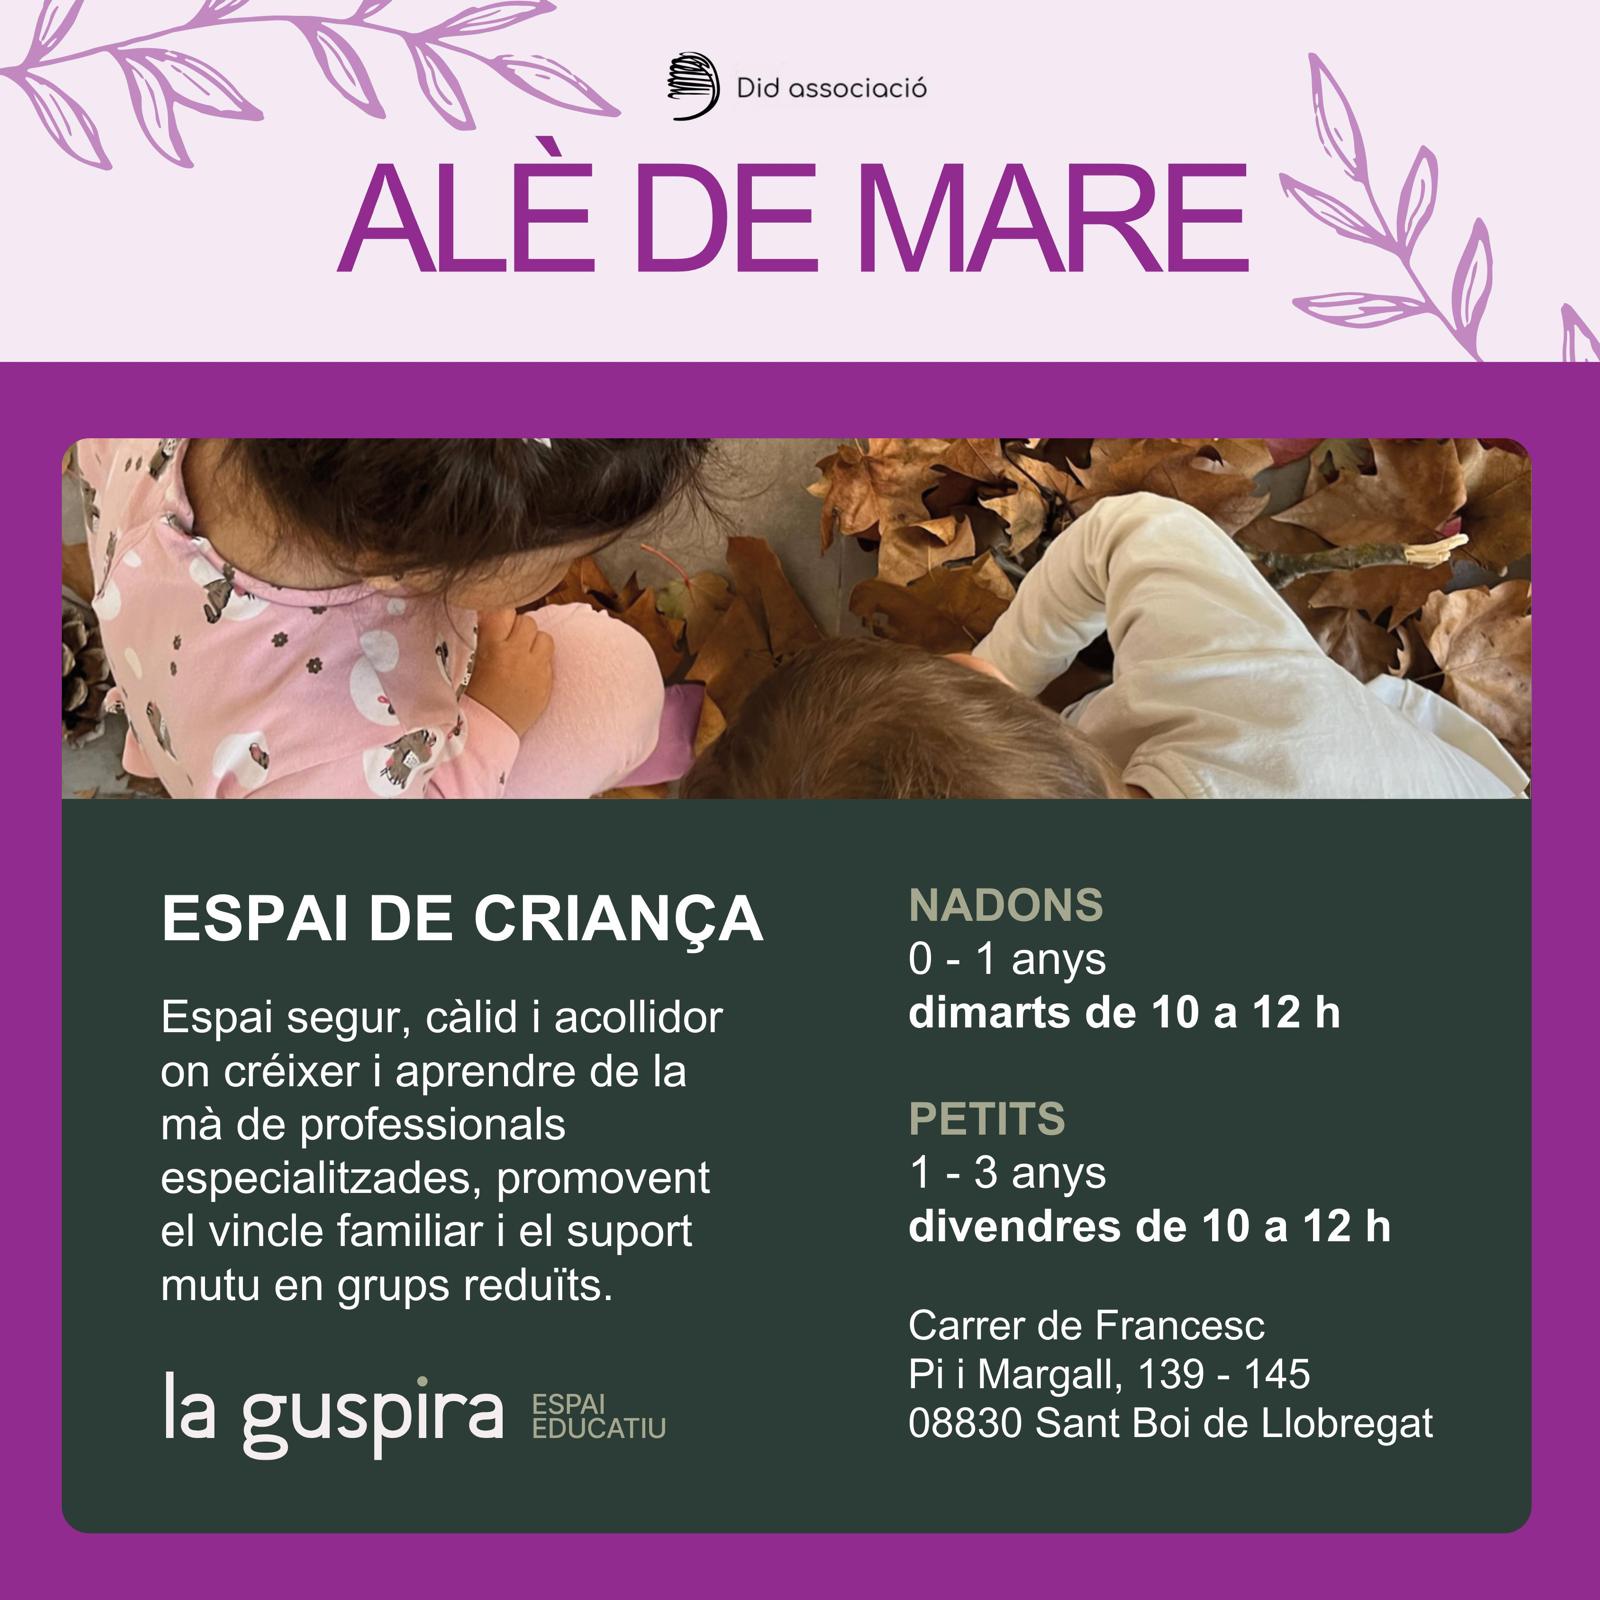 Did associació
ALÈ DE MARE
ESPAI DE CRIANÇA
Espai segur, càlid i acollidor
on créixer i aprendre de la
mà de professionals
especialitzades, promovent
el vincle familiar i el suport
mutu en grups reduïts.
la guspira
ESPAI
EDUCATIU
NADONS
0 - 1 anys
dimarts de 10 a 12 h
PETITS
1 - 3 anys
divendres de 10 a 12 h
Carrer de Francesc
Pi i Margall, 139 - 145
08830 Sant Boi de Llobregat